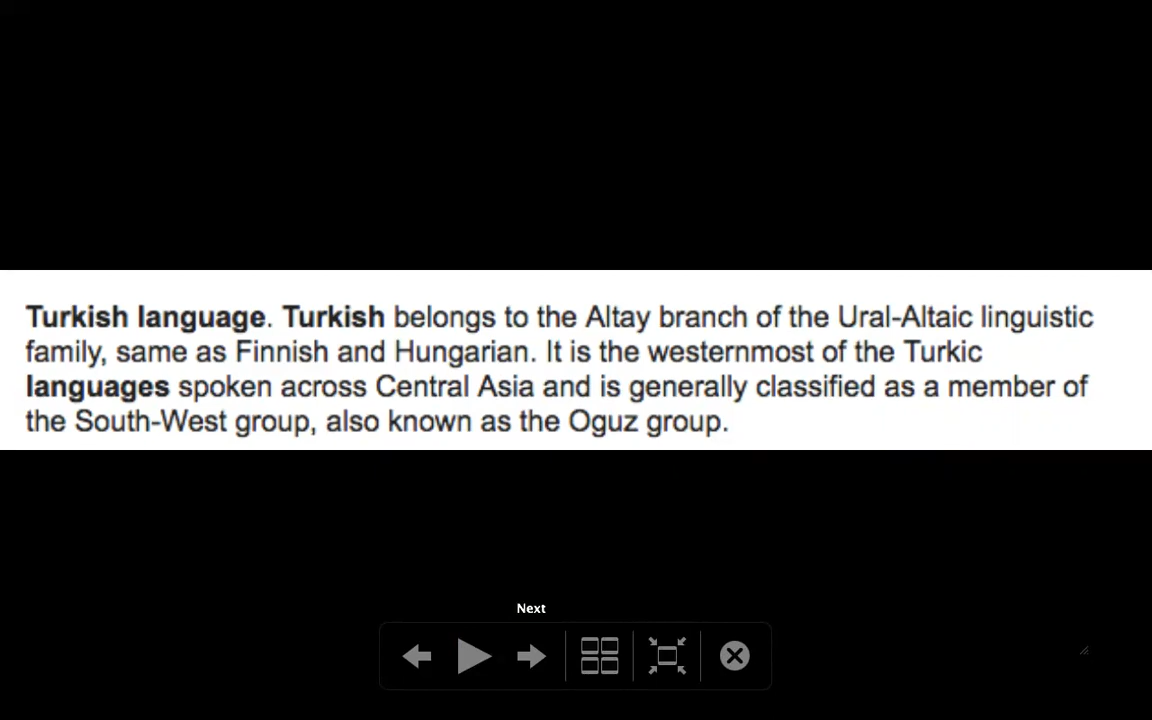 Turkish language. Turkish belongs to the Altay branch of the Ural-Altaic linguistic
family, same as Finnish and Hungarian. It is the westernmost of the Turkic
languages spoken across Central Asia and is generally classified as a member of
the South-West group, also known as the Oguz group.
Next